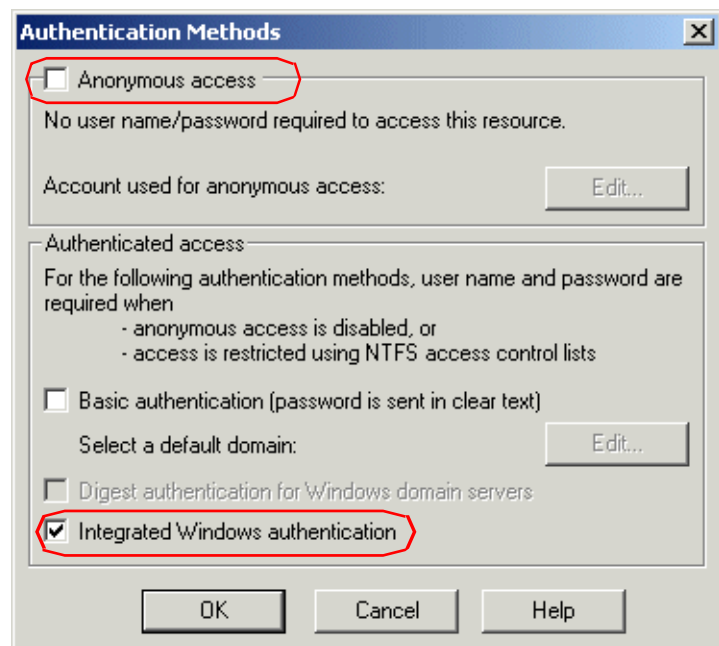 Authentication Methods
Anonymous access
No user name/password required to access this resource.
Account used for anonymous access:
Edit...
Authenticated access
For the following authentication methods, user name and password are
required when
- anonymous access is disabled, or
- access is restricted using NTFS access control lists
Basic authentication (password is sent in clear text)
Select a default domain:
Edit...
Digest authentication for Windows domain servers
Integrated Windows authentication
OK
Cancel
Help